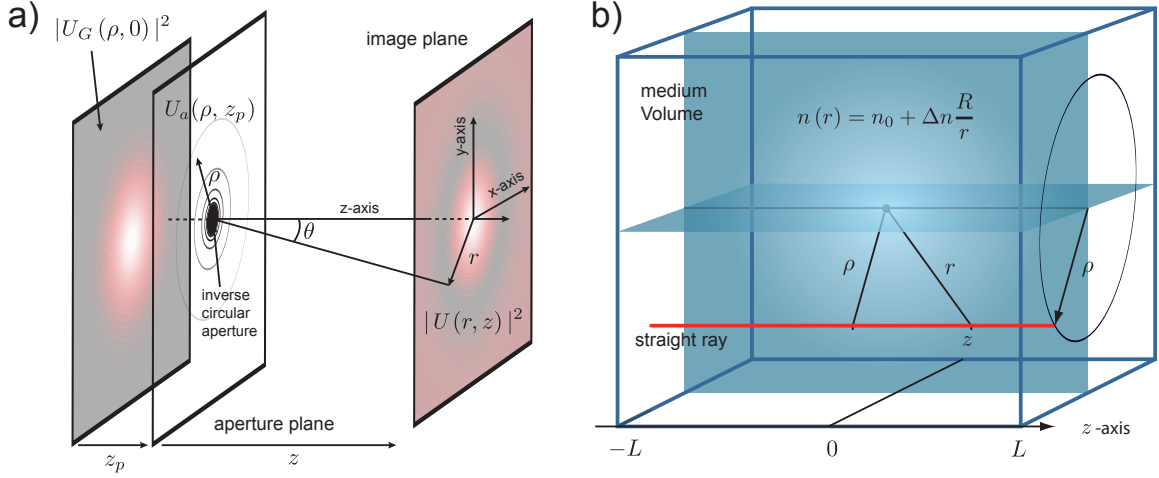 a)
|U_G (ρ, 0) |²
U_a(ρ, z_p)
ρ
inverse
circular
aperture
image plane
y-axis
x-axis
z-axis
θ
r
|U(r, z) |²
aperture plane
z_p
z
b)
medium
Volume
n (r) = n₀ + Δn R/r
ρ
r
ρ
straight ray
z
z-axis
−L
0
L